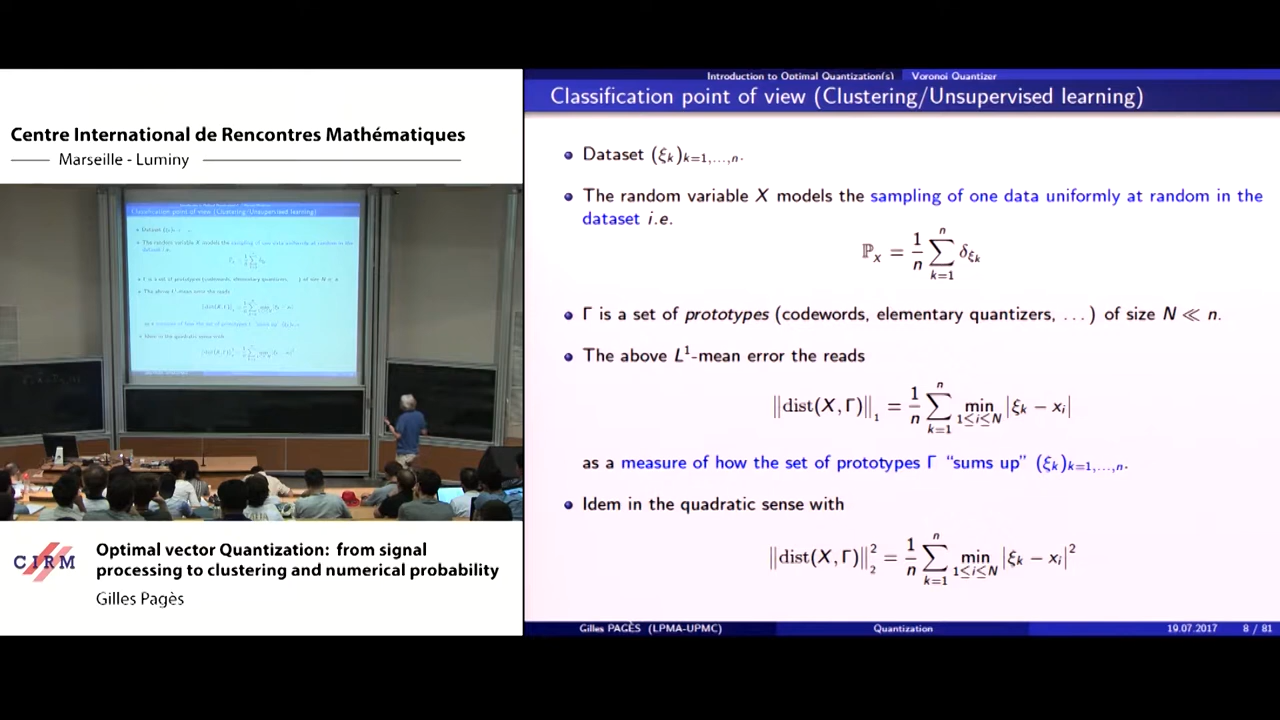 Centre International de Rencontres Mathématiques
Marseille - Luminy
CIRM
Optimal vector Quantization: from signal
processing to clustering and numerical probability
Gilles Pagès
Introduction to Optimal Quantization(s) Voronoi Quantizer
Classification point of view (Clustering/Unsupervised learning)
Dataset (ξ_k)_{k=1,...,n}.
The random variable X models the sampling of one data uniformly at random in the
dataset i.e.
ℙ_X = 1/n ∑_{k=1}^{n} δ_{ξ_k}
Γ is a set of prototypes (codewords, elementary quantizers, ...) of size N ≪ n.
The above L^1-mean error the reads
‖dist(X, Γ)‖_1 = 1/n ∑_{k=1}^{n} min_{1≤i≤N} |ξ_k − x_i|
as a measure of how the set of prototypes Γ "sums up" (ξ_k)_{k=1,...,n}.
Idem in the quadratic sense with
‖dist(X, Γ)‖_2^2 = 1/n ∑_{k=1}^{n} min_{1≤i≤N} |ξ_k − x_i|^2
Gilles PAGÈS (LPMA-UPMC) Quantization 19.07.2017 8 / 81